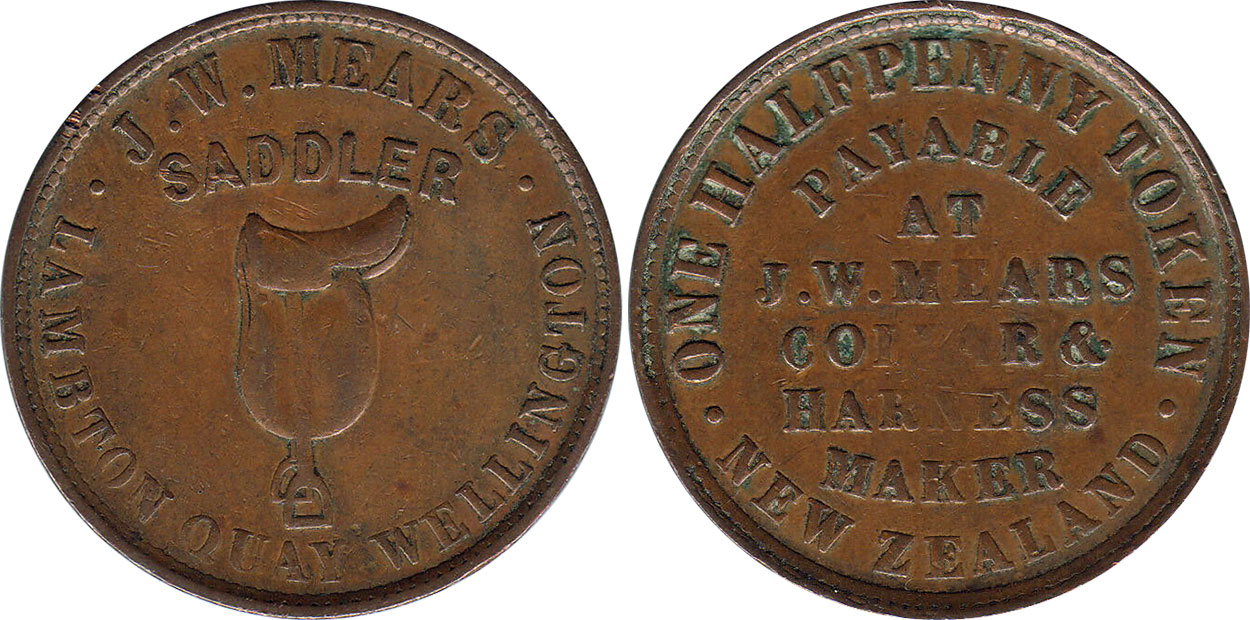 J. W. MEARS.
SADDLER
LAMBTON QUAY WELLINGTON
ONE HALFPENNY TOKEN
PAYABLE
AT
J. W. MEARS
&
HARNESS
MAKER
NEW ZEALAND